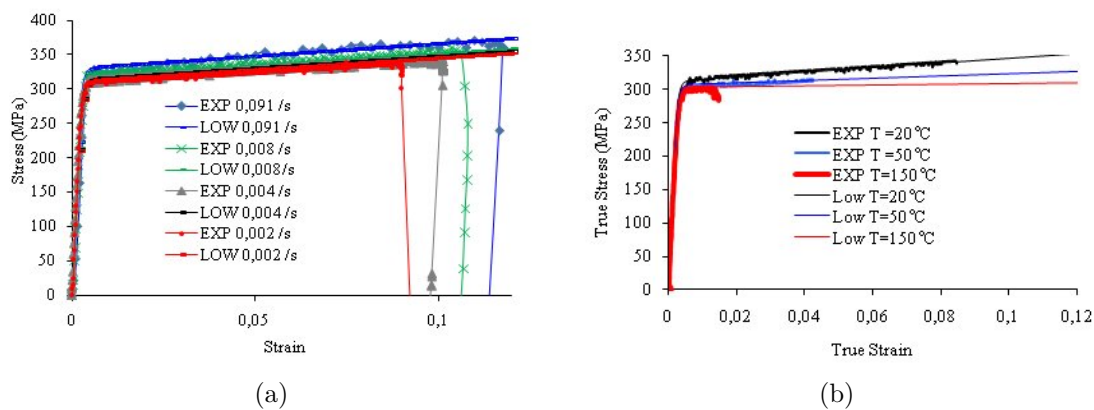 400
350
300
250
200
150
100
50
0
Stress (MPa)
EXP 0,091 /s
LOW 0,091/s
EXP 0,008 /s
LOW 0,008/s
EXP 0,004 /s
LOW 0,004 /s
EXP 0,002 /s
LOW 0,002 /s
0 0,05 0,1
Strain
(a)
350
300
250
200
150
100
50
0
True Stress (MPa)
EXP T =20°C
EXP T=50°C
EXP T=150°C
Low T=20°C
Low T=50°C
Low T=150°C
0 0,02 0,04 0,06 0,08 0,1 0,12
True Strain
(b)